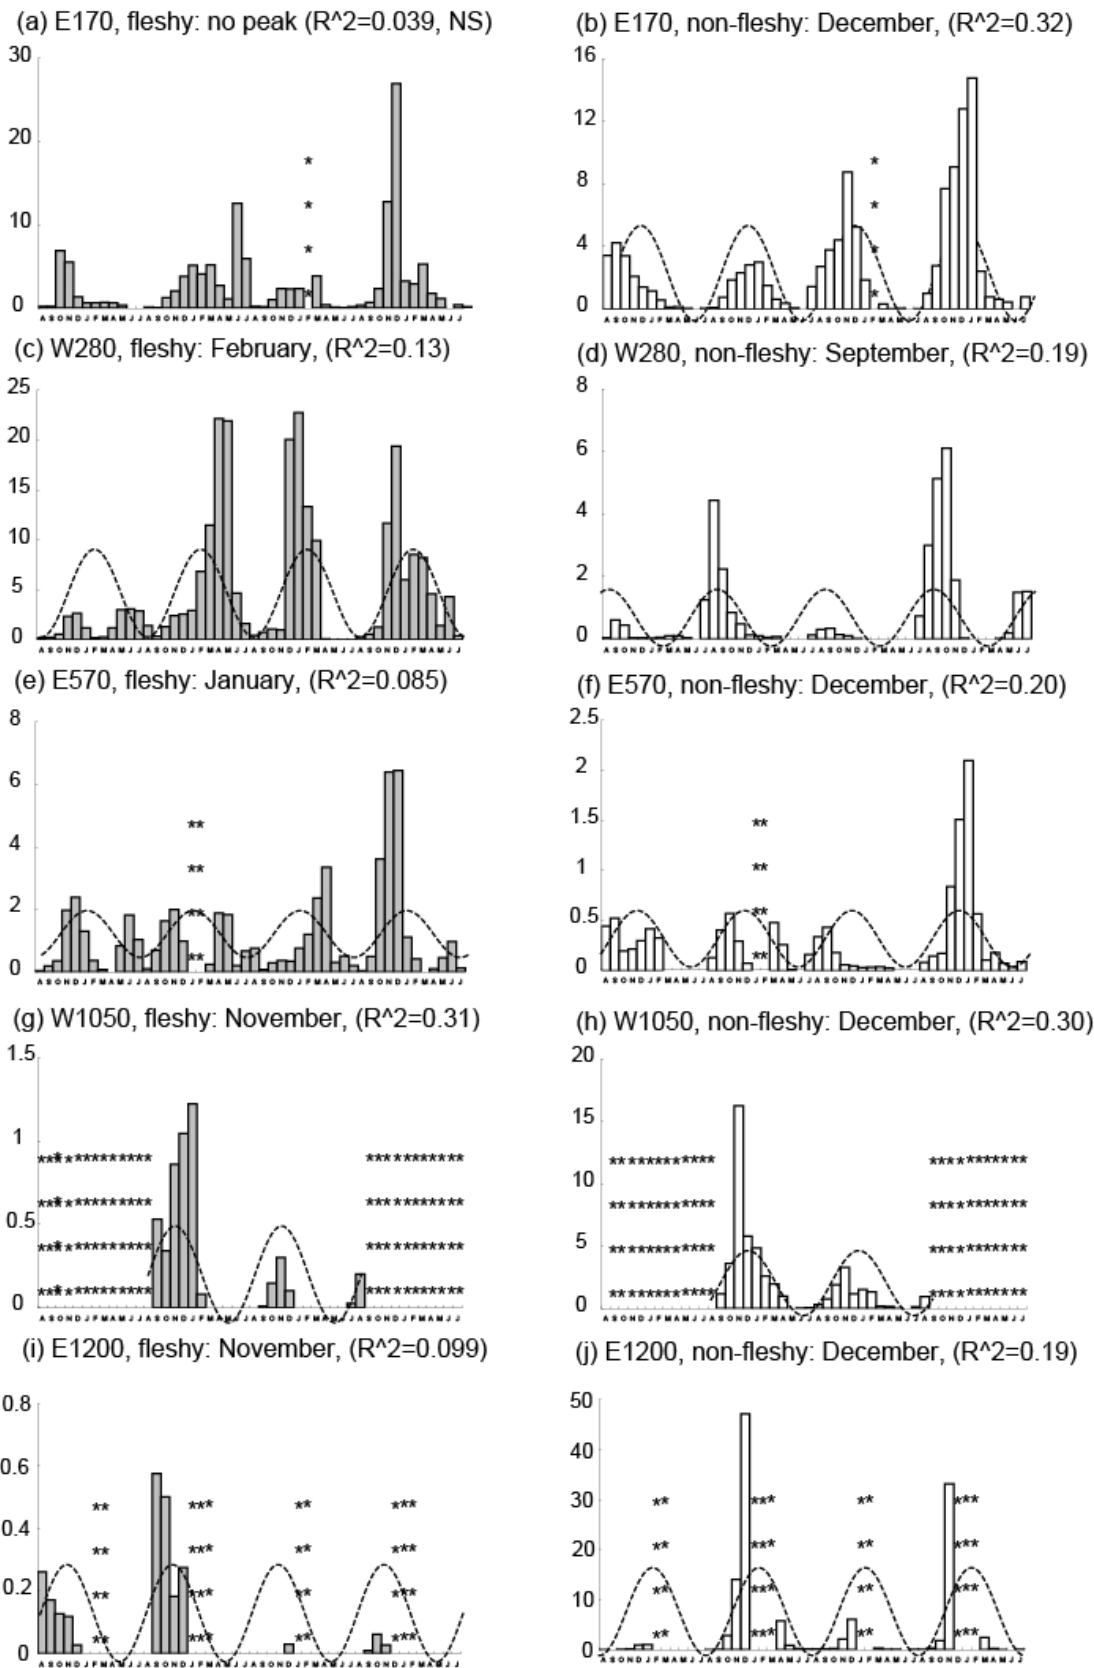 (a) E170, fleshy: no peak (R^2=0.039, NS)
30
20
10
0
A S O N D J F M A M J J A S O N D J F M A M J J A S O N D J F M A M J J A S O N D J F M A M J J
(b) E170, non-fleshy: December, (R^2=0.32)
16
12
8
4
0
A S O N D J F M A M J J A S O N D J F M A M J J A S O N D J F M A M J J A S O N D J F M A M J J
(c) W280, fleshy: February, (R^2=0.13)
25
20
15
10
5
0
A S O N D J F M A M J J A S O N D J F M A M J J A S O N D J F M A M J J A S O N D J F M A M J J
(d) W280, non-fleshy: September, (R^2=0.19)
8
6
4
2
0
A S O N D J F M A M J J A S O N D J F M A M J J A S O N D J F M A M J J A S O N D J F M A M J J
(e) E570, fleshy: January, (R^2=0.085)
8
6
4
2
0
A S O N D J F M A M J J A S O N D J F M A M J J A S O N D J F M A M J J A S O N D J F M A M J J
(f) E570, non-fleshy: December, (R^2=0.20)
2.5
2
1.5
1
0.5
0
A S O N D J F M A M J J A S O N D J F M A M J J A S O N D J F M A M J J A S O N D J F M A M J J
(g) W1050, fleshy: November, (R^2=0.31)
1.5
1
0.5
0
A S O N D J F M A M J J A S O N D J F M A M J J A S O N D J F M A M J J A S O N D J F M A M J J
(h) W1050, non-fleshy: December, (R^2=0.30)
20
15
10
5
0
A S O N D J F M A M J J A S O N D J F M A M J J A S O N D J F M A M J J A S O N D J F M A M J J
(i) E1200, fleshy: November, (R^2=0.099)
0.8
0.6
0.4
0.2
0
A S O N D J F M A M J J A S O N D J F M A M J J A S O N D J F M A M J J A S O N D J F M A M J J
(j) E1200, non-fleshy: December, (R^2=0.19)
50
40
30
20
10
0
A S O N D J F M A M J J A S O N D J F M A M J J A S O N D J F M A M J J A S O N D J F M A M J J